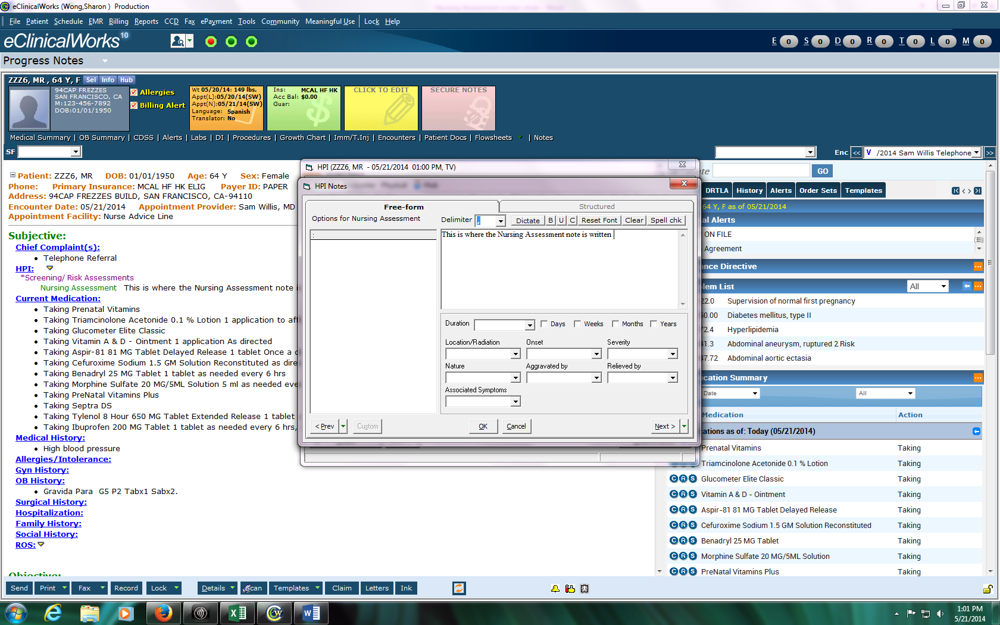 eClinicalWorks (Wong,Sharon ) Production
File Patient Schedule EMR Billing Reports CCD Fax ePayment Tools Community Meaningful Use Lock Help
eClinicalWorks 10
E 0 S 0 D 0 R 0 T 0 L 0 M 0
Progress Notes
ZZZ6, MR , 64 Y, F Sel Info Hub
94CAP FREZZES
SAN FRANCISCO, CA
M:123-456-7892
DOB:01/01/1950
Allergies
Billing Alert
Wt 05/20/14: 149 lbs.
Appt(L):05/20/14(SW)
Appt(N):05/21/14(SW)
Language: Spanish
Translator: No
Ins: MCAL HF HK
Acc Bal: $0.00
Guar:
CLICK TO EDIT
SECURE NOTES
Medical Summary | OB Summary | CDSS | Alerts | Labs | DI | Procedures | Growth Chart | Imm/T.Inj | Encounters | Patient Docs | Flowsheets | Notes
SF
Enc << V /2014 Sam Willis Telephone >>
Patient: ZZZ6, MR DOB: 01/01/1950 Age: 64 Y Sex: Female
Phone: Primary Insurance: MCAL HF HK ELIG Payer ID: PAPER
Address: 94CAP FREZZES BUILD, SAN FRANCISCO, CA-94110
Encounter Date: 05/21/2014 Appointment Provider: Sam Willis, MD
Appointment Facility: Nurse Advice Line
Subjective:
Chief Complaint(s):
• Telephone Referral
HPI:
*Screening/ Risk Assessments
Nursing Assessment This is where the Nursing Assessment note i
Current Medication:
• Taking Prenatal Vitamins
• Taking Triamcinolone Acetonide 0.1 % Lotion 1 application to aff
• Taking Glucometer Elite Classic
• Taking Vitamin A & D - Ointment 1 application As directed
• Taking Aspir-81 81 MG Tablet Delayed Release 1 tablet Once a d
• Taking Cefuroxime Sodium 1.5 GM Solution Reconstituted as dire
• Taking Benadryl 25 MG Tablet 1 tablet as needed every 6 hrs
• Taking Morphine Sulfate 20 MG/5ML Solution 5 ml as needed eve
• Taking PreNatal Vitamins Plus
• Taking Septra DS
• Taking Tylenol 8 Hour 650 MG Tablet Extended Release 1 tablet
• Taking Ibuprofen 200 MG Tablet 1 tablet as needed every 6 hrs,
Medical History:
• High blood pressure
Allergies/Intolerance:
Gyn History:
OB History:
• Gravida Para G5 P2 Tabx1 Sabx2.
Surgical History:
Hospitalization:
Family History:
Social History:
ROS:
Objective:
HPI (ZZZ6, MR - 05/21/2014 01:00 PM, TV)
HPI Notes
Free-form Structured
Options for Nursing Assessment
:
Delimiter , Dictate B U C Reset Font Clear Spell chk
This is where the Nursing Assessment note is written
Duration Days Weeks Months Years
Location/Radiation Onset Severity
Nature Aggravated by Relieved by
Associated Symptoms
< Prev Custom OK Cancel Next >
GO
DRTLA History Alerts Order Sets Templates
64 Y, F as of 05/21/2014
al Alerts
ON FILE
Agreement
nce Directive
lem List All
22.0 Supervision of normal first pregnancy
50.00 Diabetes mellitus, type II
72.4 Hyperlipidemia
41.3 Abdominal aneurysm, ruptured 2 Risk
47.72 Abdominal aortic ectasia
ication Summary
Date All
Medication Action
cations as of: Today (05/21/2014)
Prenatal Vitamins Taking
Triamcinolone Acetonide 0.1 % Lotion Taking
C R S Glucometer Elite Classic Taking
C R S Vitamin A & D - Ointment Taking
C R S Aspir-81 81 MG Tablet Delayed Release Taking
C R S Cefuroxime Sodium 1.5 GM Solution Reconstituted Taking
C R S Benadryl 25 MG Tablet Taking
C R S Morphine Sulfate 20 MG/5ML Solution Taking
C R S PreNatal Vitamins Plus Taking
Send Print Fax Record Lock Details Scan Templates Claim Letters Ink
1:01 PM
5/21/2014